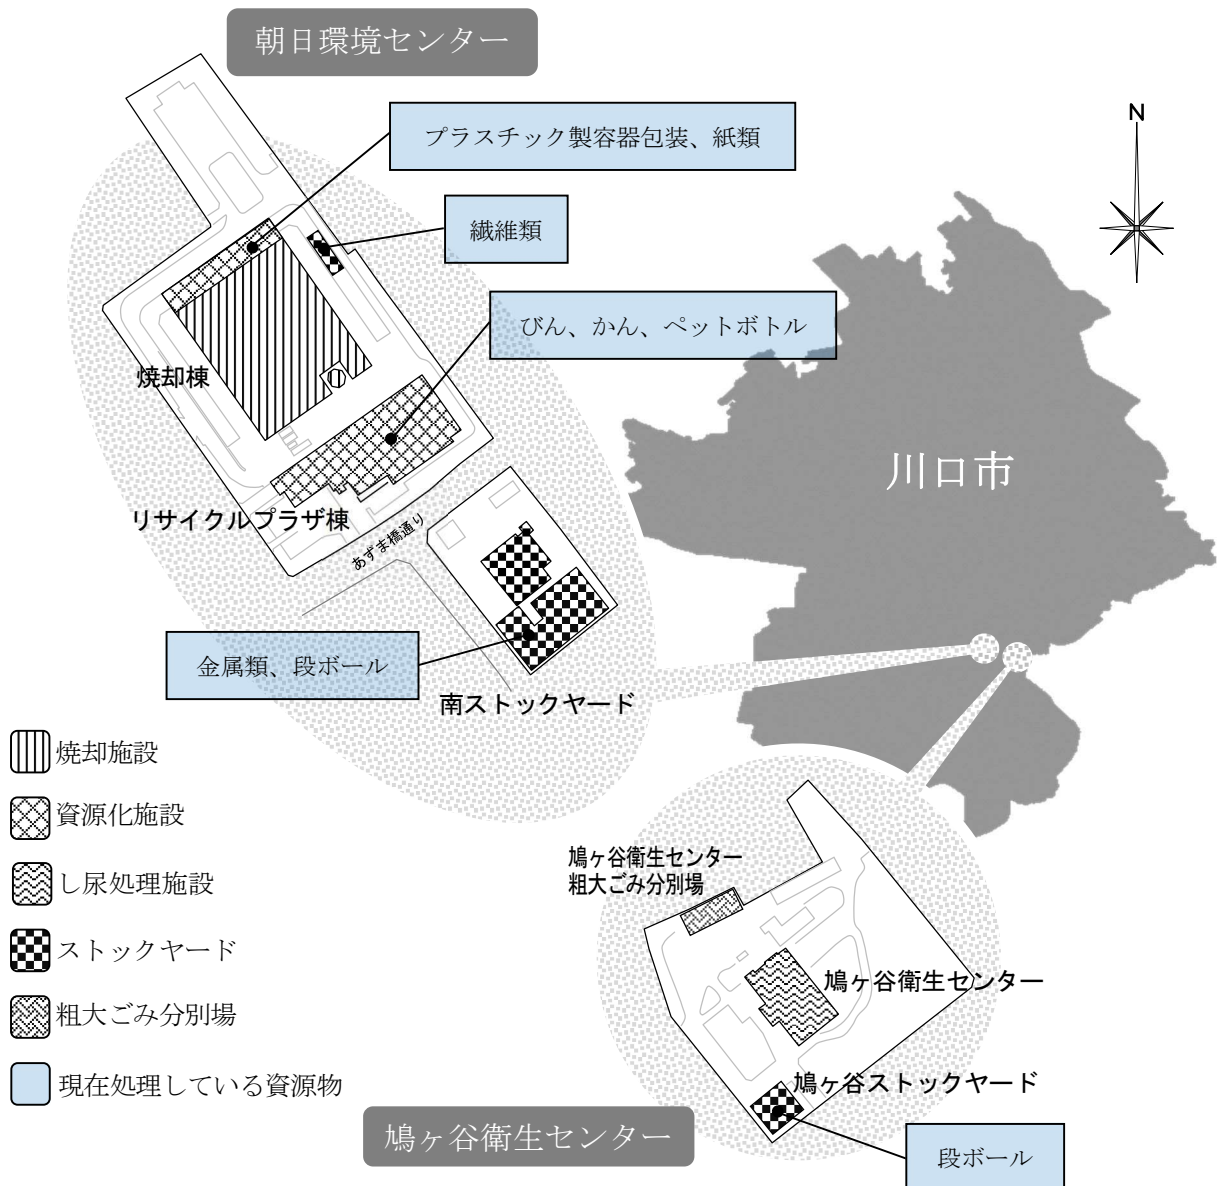 朝日環境センター
プラスチック製容器包装、紙類
N
繊維類
びん、かん、ペットボトル
焼却棟
川口市
リサイクルプラザ棟
あずま橋通り
金属類、段ボール
南ストックヤード
焼却施設
資源化施設
し尿処理施設
ストックヤード
粗大ごみ分別場
現在処理している資源物
鳩ヶ谷衛生センター
粗大ごみ分別場
鳩ヶ谷衛生センター
鳩ヶ谷ストックヤード
鳩ヶ谷衛生センター
段ボール